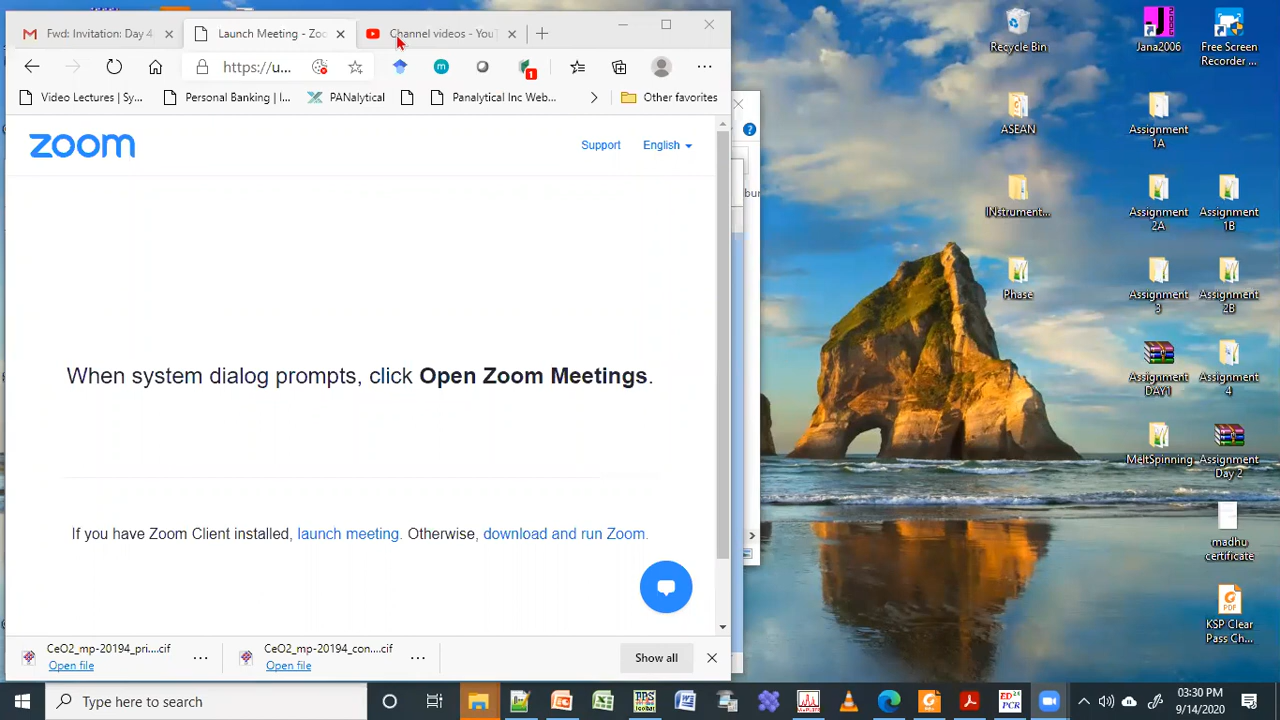 Fwd: Invitation: Day 4
Launch Meeting - Zoo
Channel videos - You
https://u...
1
Video Lectures | Sy...
Personal Banking | I...
PANalytical
Panalytical Inc Web...
Other favorites
zoom
Support
English
When system dialog prompts, click Open Zoom Meetings.
If you have Zoom Client installed, launch meeting. Otherwise, download and run Zoom.
CeO2_mp-20194_pri....cif
Open file
CeO2_mp-20194_con....cif
Open file
Show all
Recycle Bin
Jana2006
Free Screen
Recorder ...
ASEAN
Assignment
1A
INstrument...
Assignment
2A
Assignment
1B
Phase
Assignment
3
Assignment
2B
Assignment
DAY1
Assignment
4
MeltSpinning
Assignment
Day 2
madhu
certificate
KSP Clear
Pass Ch...
Type here to search
03:30 PM
9/14/2020